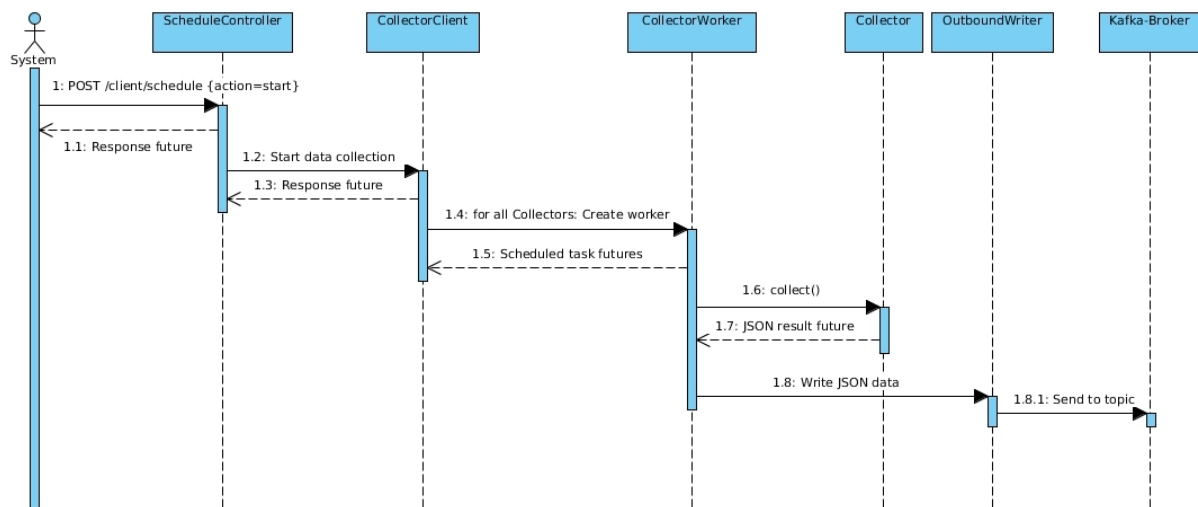 ScheduleController
CollectorClient
CollectorWorker
Collector
OutboundWriter
Kafka-Broker
System
1: POST /client/schedule {action=start}
1.1: Response future
1.2: Start data collection
1.3: Response future
1.4: for all Collectors: Create worker
1.5: Scheduled task futures
1.6: collect()
1.7: JSON result future
1.8: Write JSON data
1.8.1: Send to topic